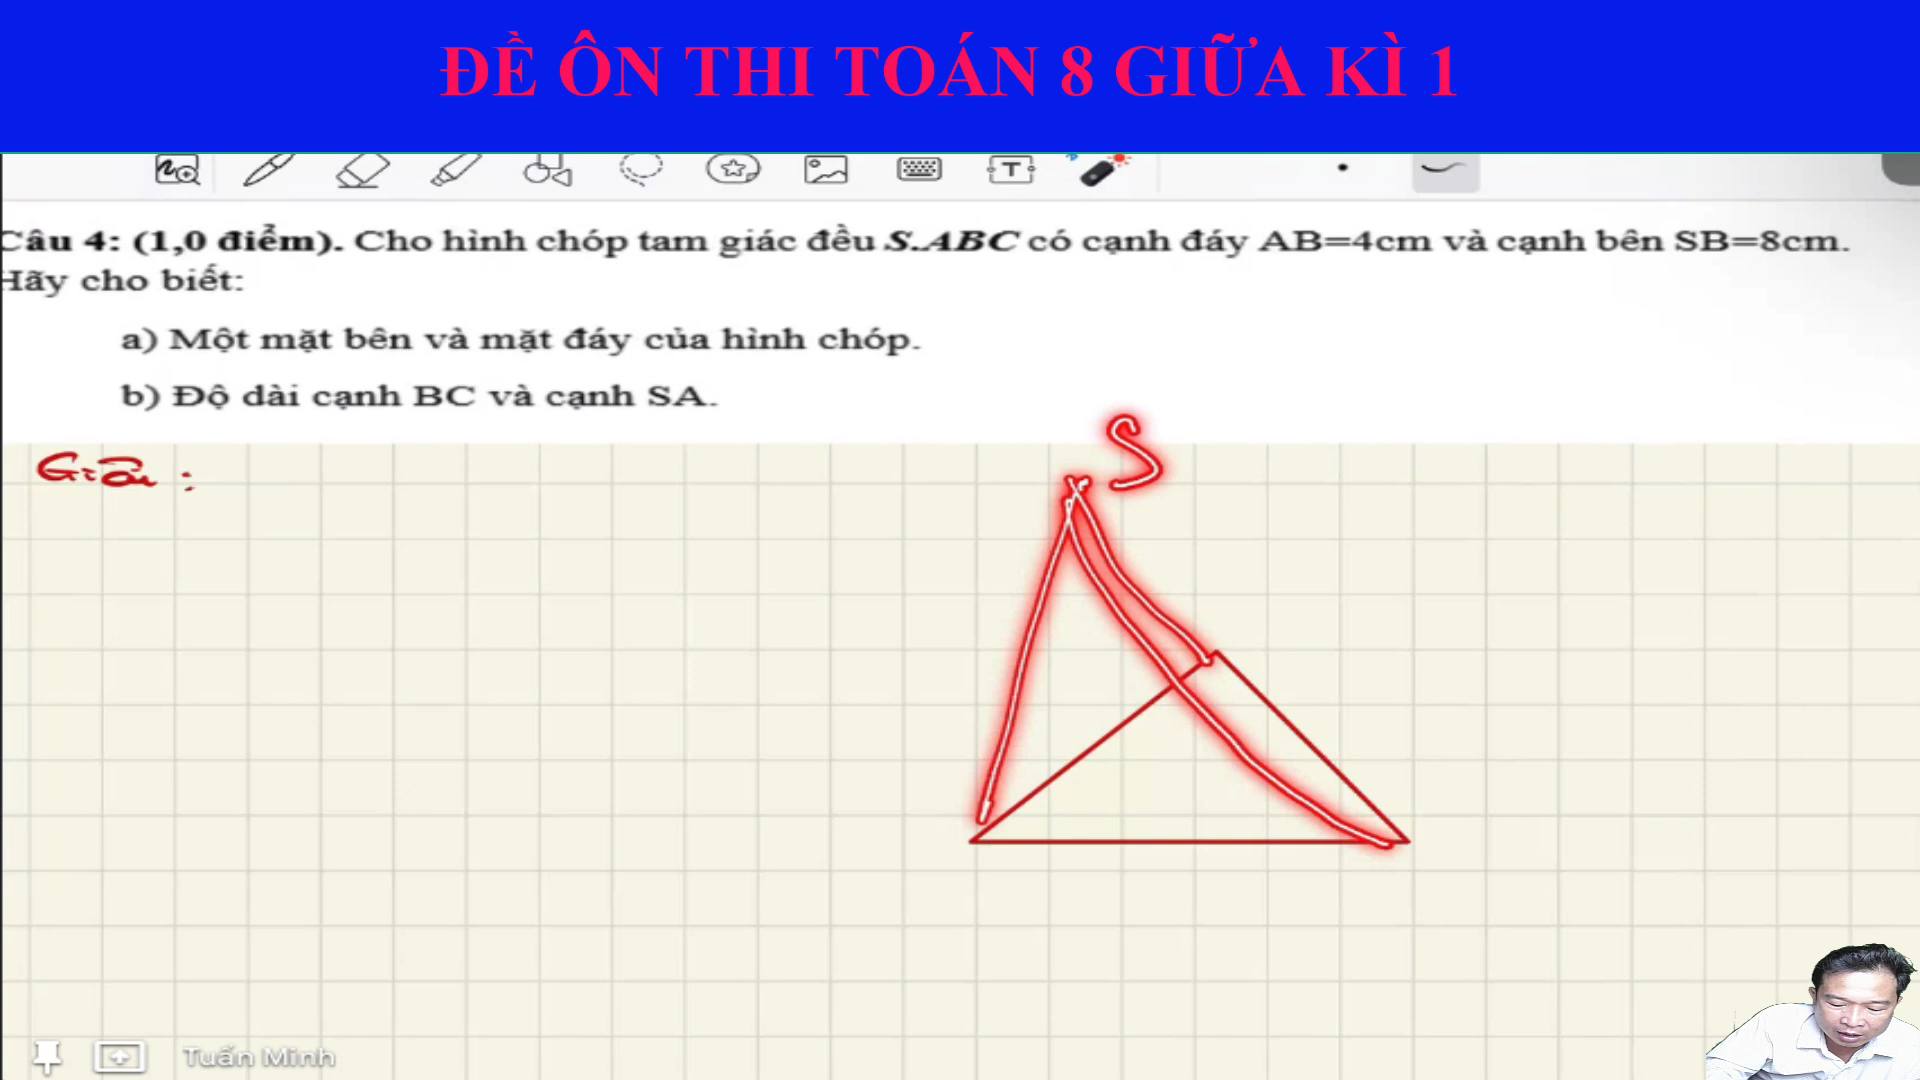 ĐỀ ÔN THI TOÁN 8 GIỮA KÌ 1
Câu 4: (1,0 điểm). Cho hình chóp tam giác đều S.ABC có cạnh đáy AB=4cm và cạnh bên SB=8cm.
Hãy cho biết:
a) Một mặt bên và mặt đáy của hình chóp.
b) Độ dài cạnh BC và cạnh SA.
S
Giải :
Tuấn Minh